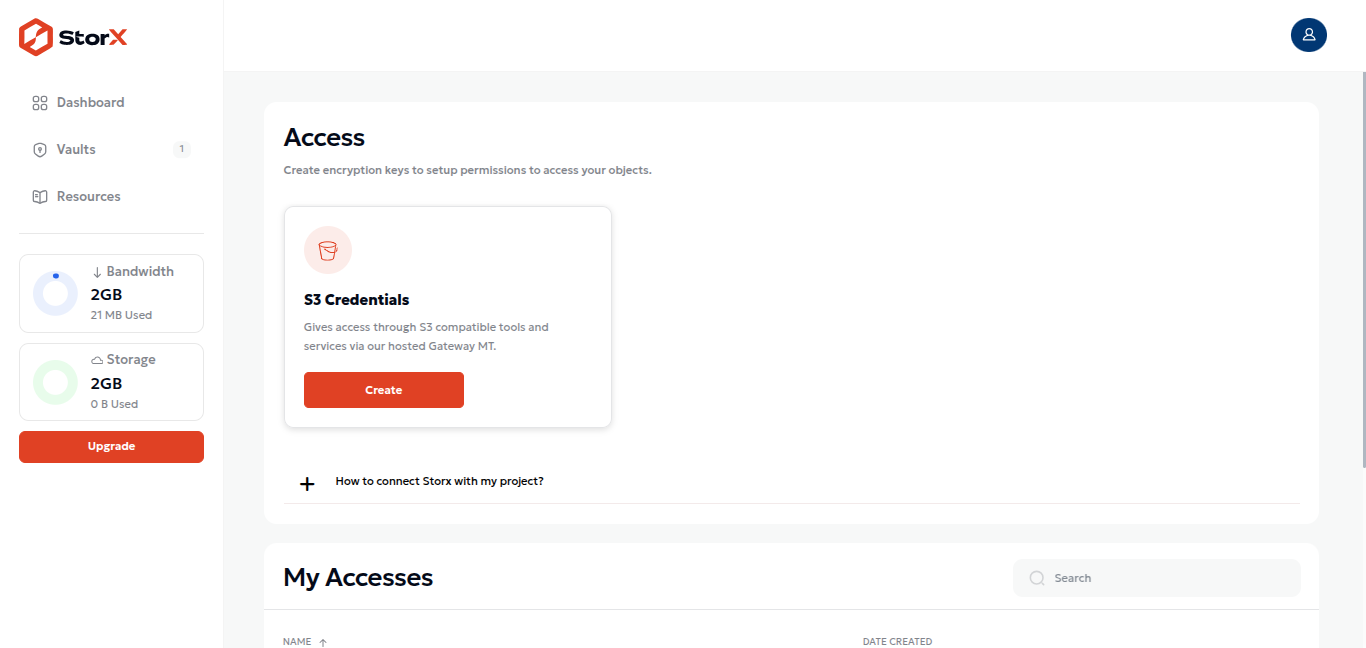 StorX
Dashboard
Vaults 1
Resources
↓ Bandwidth
2GB
21 MB Used
Storage
2GB
0 B Used
Upgrade
Access
Create encryption keys to setup permissions to access your objects.
S3 Credentials
Gives access through S3 compatible tools and
services via our hosted Gateway MT.
Create
+ How to connect Storx with my project?
My Accesses
Search
NAME ↑ DATE CREATED